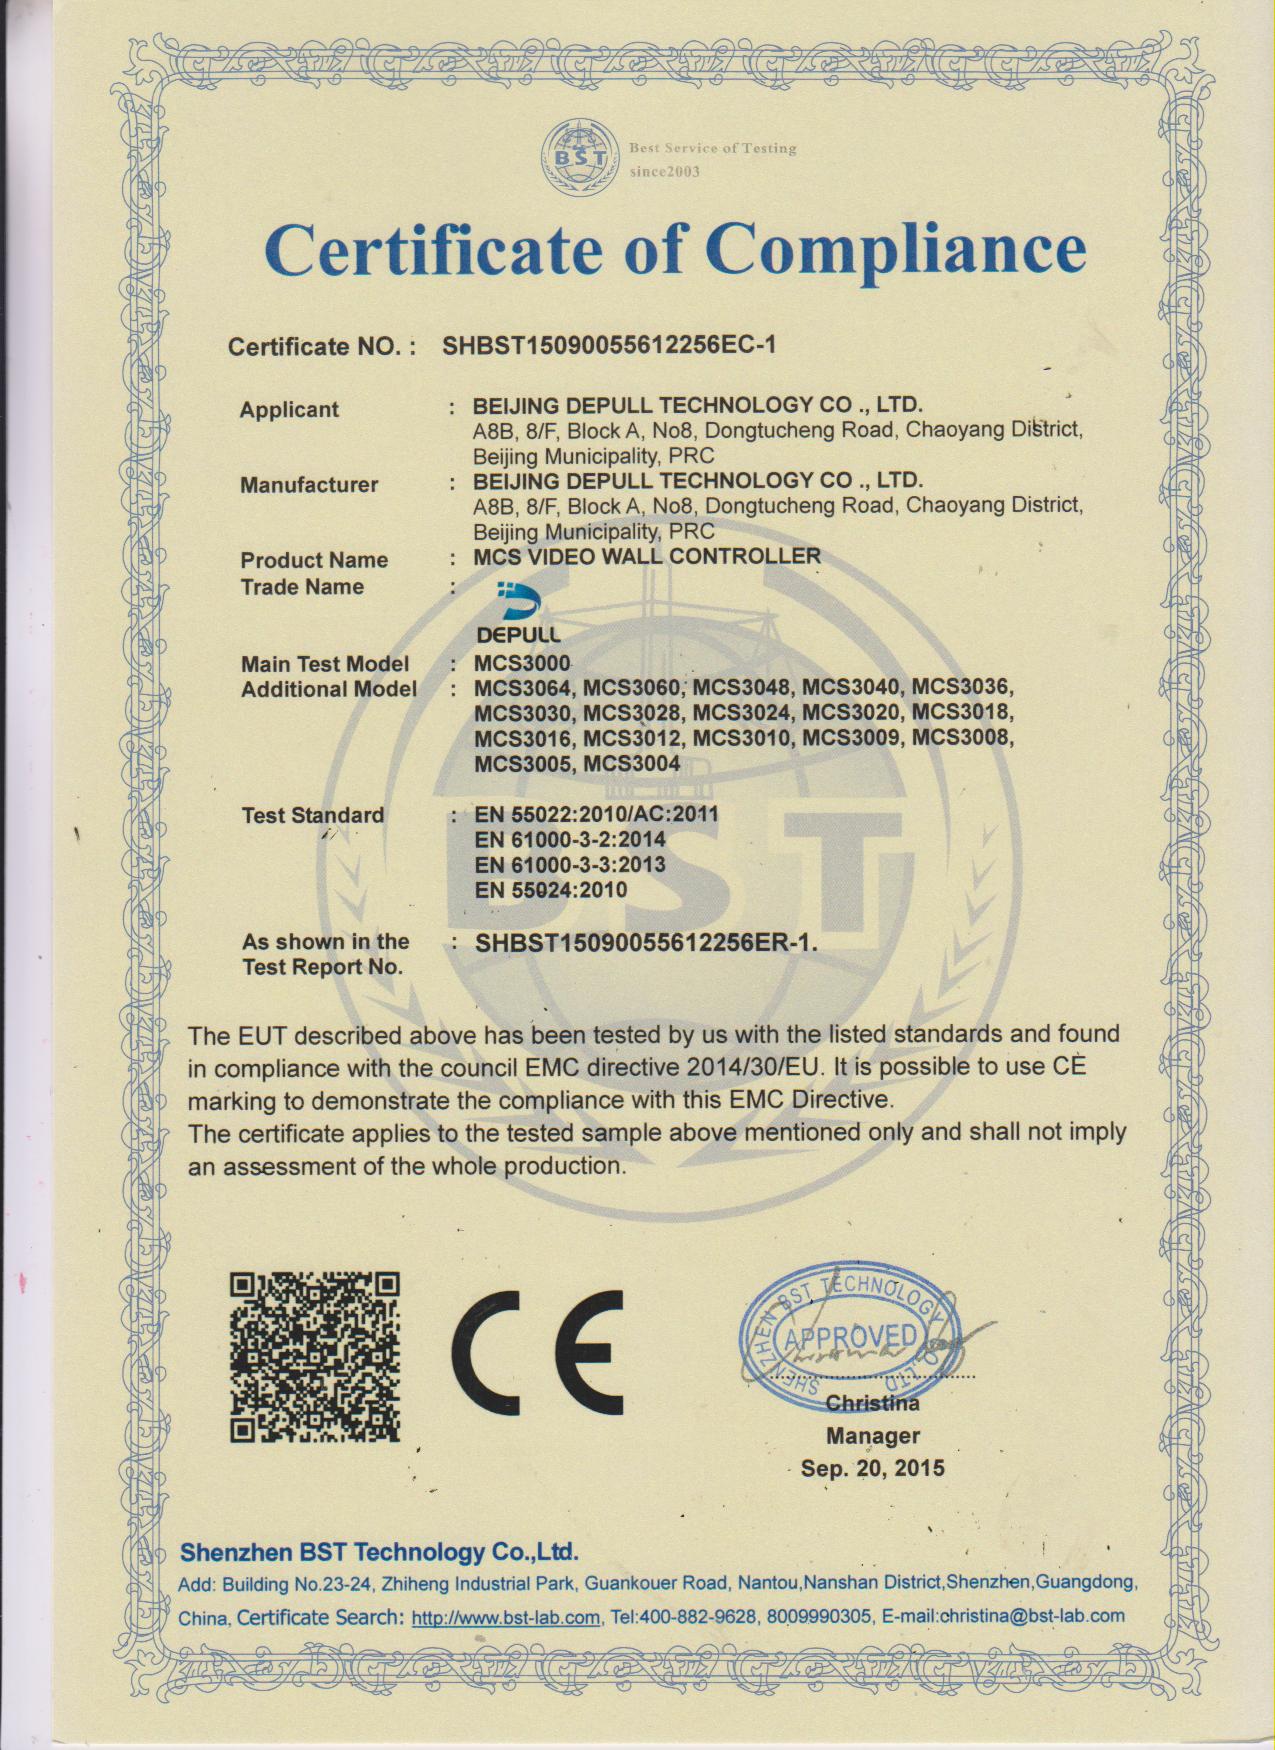 BST
Best Service of Testing
since2003
Certificate of Compliance
Certificate NO. : SHBST15090055612256EC-1
Applicant : BEIJING DEPULL TECHNOLOGY CO ., LTD.
A8B, 8/F, Block A, No8, Dongtucheng Road, Chaoyang District,
Beijing Municipality, PRC
Manufacturer : BEIJING DEPULL TECHNOLOGY CO ., LTD.
A8B, 8/F, Block A, No8, Dongtucheng Road, Chaoyang District,
Beijing Municipality, PRC
Product Name : MCS VIDEO WALL CONTROLLER
Trade Name :
DEPULL
Main Test Model : MCS3000
Additional Model : MCS3064, MCS3060, MCS3048, MCS3040, MCS3036,
MCS3030, MCS3028, MCS3024, MCS3020, MCS3018,
MCS3016, MCS3012, MCS3010, MCS3009, MCS3008,
MCS3005, MCS3004
BST
Test Standard : EN 55022:2010/AC:2011
EN 61000-3-2:2014
EN 61000-3-3:2013
EN 55024:2010
As shown in the : SHBST15090055612256ER-1.
Test Report No.
The EUT described above has been tested by us with the listed standards and found
in compliance with the council EMC directive 2014/30/EU. It is possible to use CE
marking to demonstrate the compliance with this EMC Directive.
The certificate applies to the tested sample above mentioned only and shall not imply
an assessment of the whole production.
CE
SHENZHEN BST TECHNOLOGY CO.,LTD
APPROVED
Christina
Manager
Sep. 20, 2015
Shenzhen BST Technology Co.,Ltd.
Add: Building No.23-24, Zhiheng Industrial Park, Guankouer Road, Nantou,Nanshan District,Shenzhen,Guangdong,
China, Certificate Search: http://www.bst-lab.com, Tel:400-882-9628, 8009990305, E-mail:christina@bst-lab.com